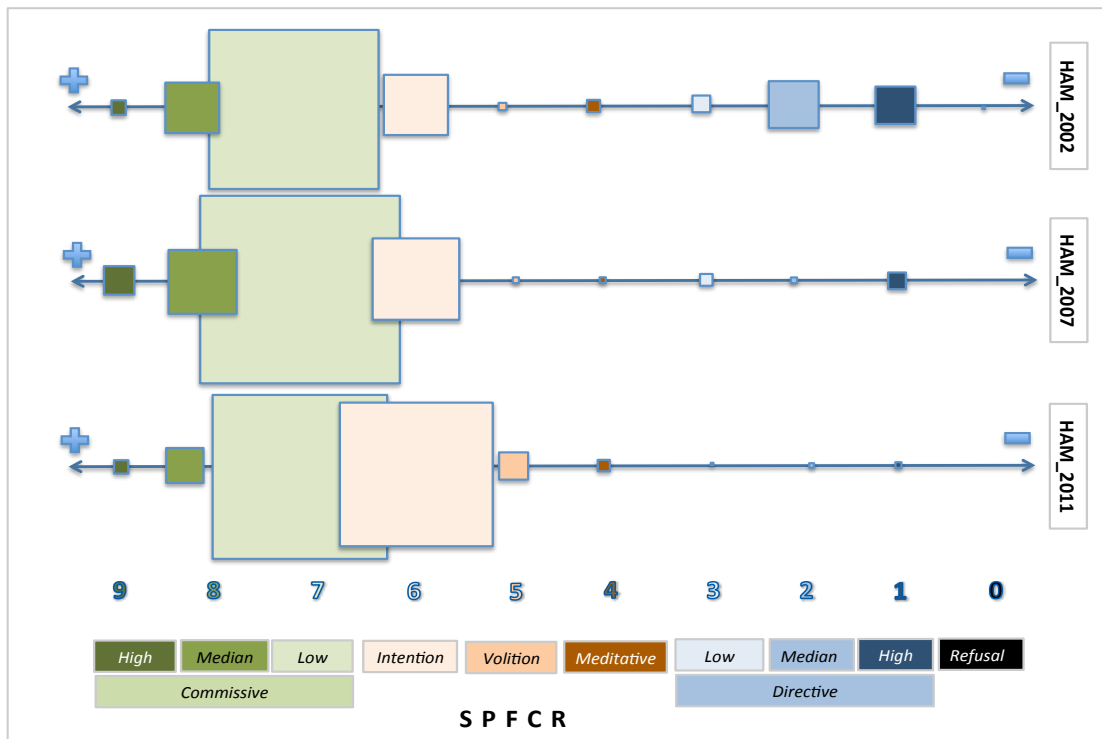 HAM_2002
HAM_2007
HAM_2011
9 8 7 6 5 4 3 2 1 0
High Median Low Intention Volition Meditative Low Median High Refusal
Commissive Directive
S P F C R